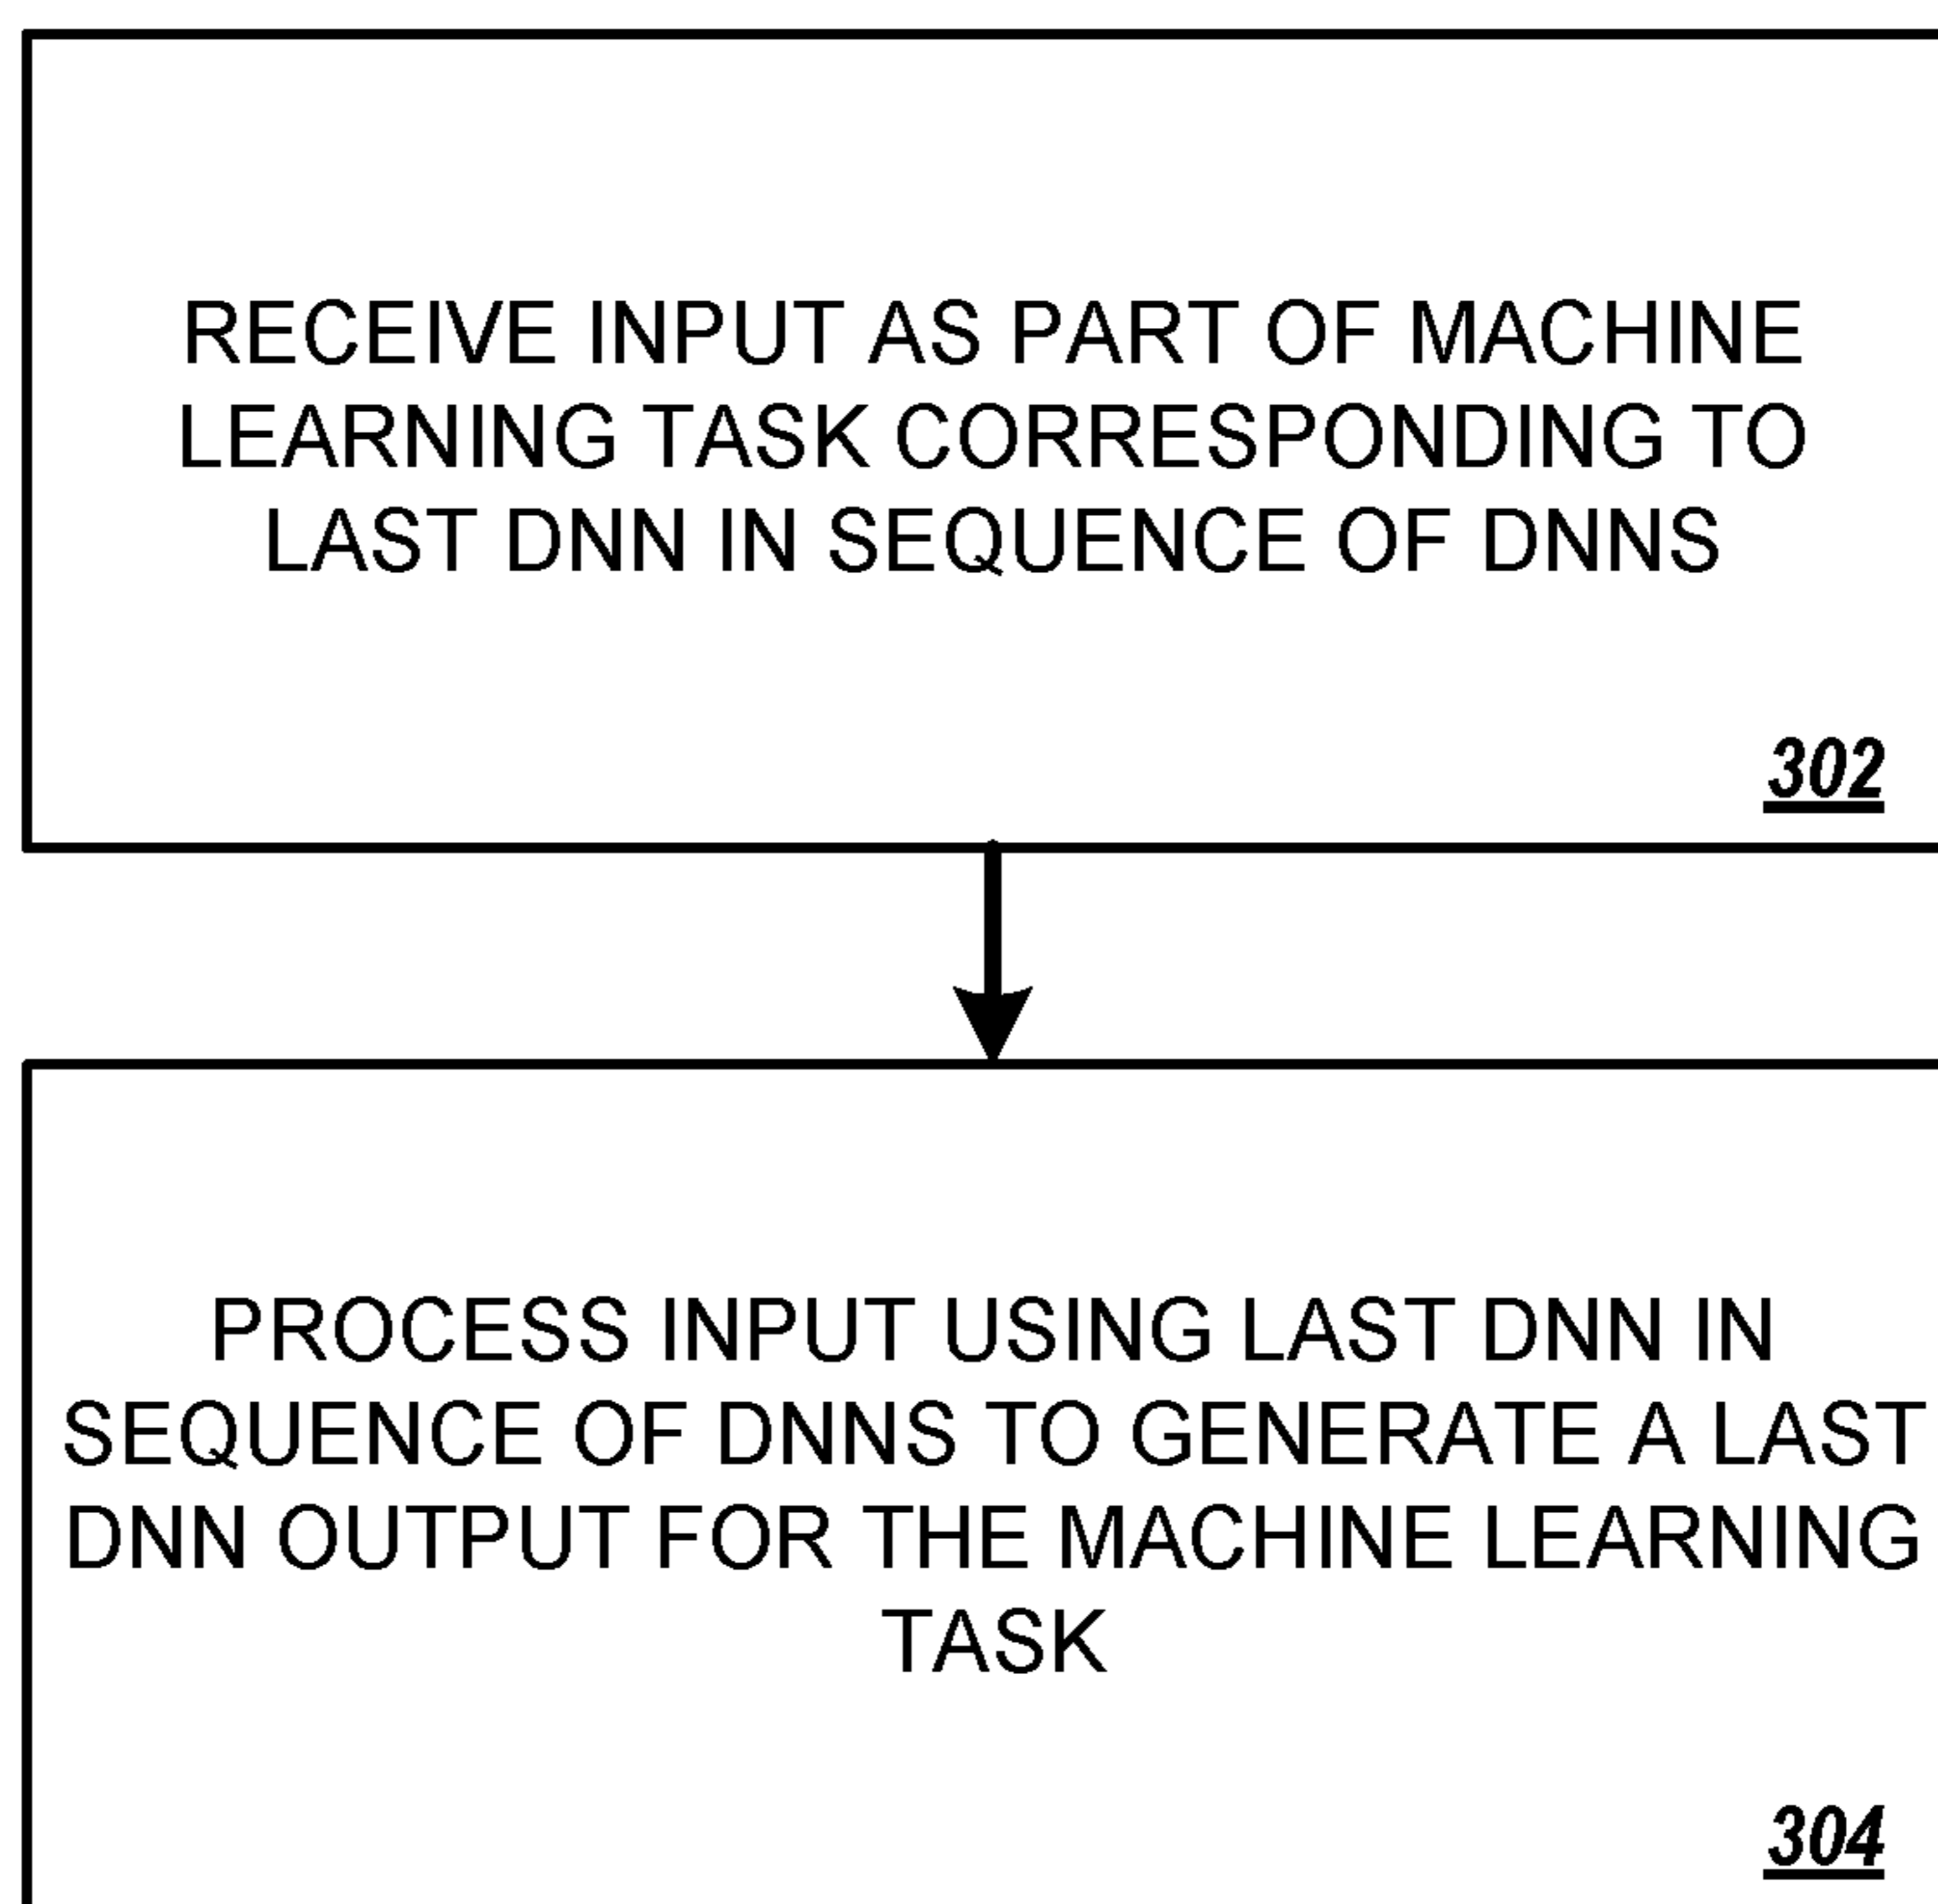 RECEIVE INPUT AS PART OF MACHINE
LEARNING TASK CORRESPONDING TO
LAST DNN IN SEQUENCE OF DNNS
302
PROCESS INPUT USING LAST DNN IN
SEQUENCE OF DNNS TO GENERATE A LAST
DNN OUTPUT FOR THE MACHINE LEARNING
TASK
304